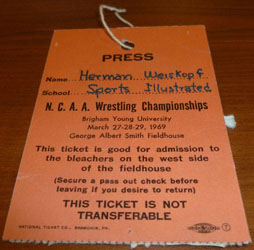 PRESS
Name Herman Weiskopf
School Sports Illustrated
N. C. A. A. Wrestling Championships
Brigham Young University
March 27-28-29, 1969
George Albert Smith Fieldhouse
This ticket is good for admission to
the bleachers on the west side
of the fieldhouse
(Secure a pass out check before
leaving if you desire to return)
THIS TICKET IS NOT
TRANSFERABLE
NATIONAL TICKET CO., SHAMOKIN, PA.
7